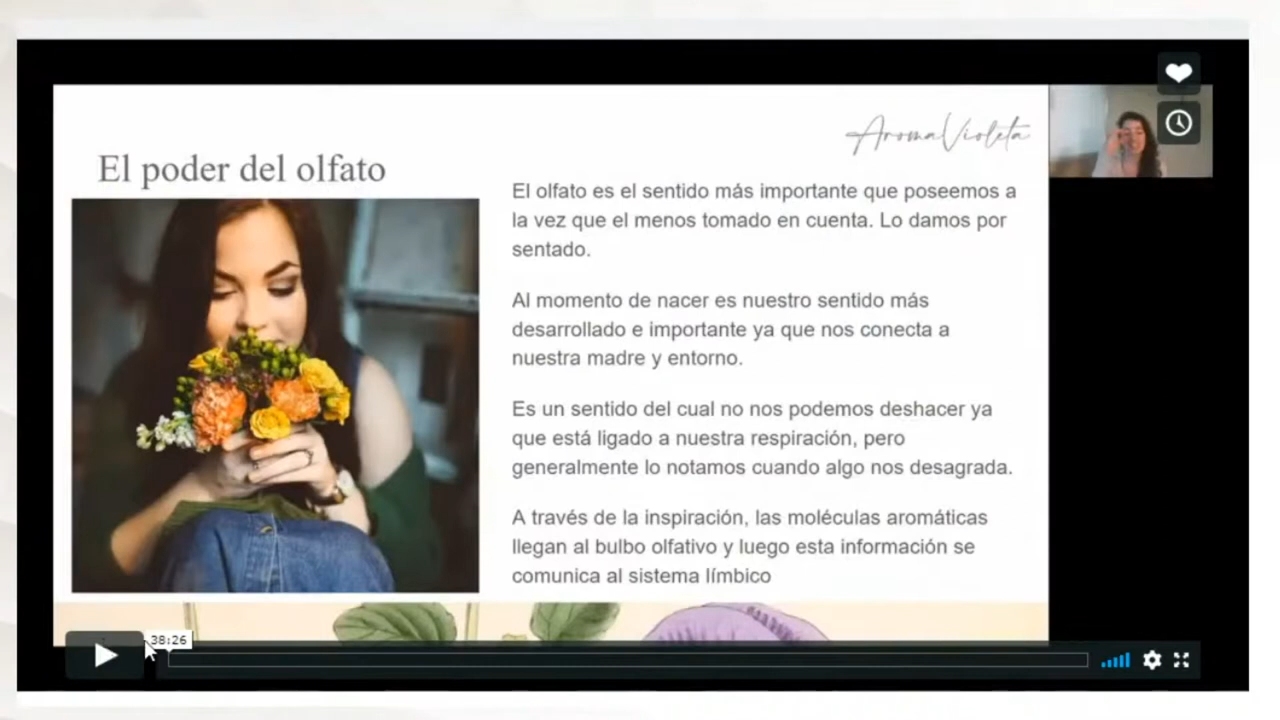 AromaVioleta
El poder del olfato
El olfato es el sentido más importante que poseemos a
la vez que el menos tomado en cuenta. Lo damos por
sentado.
Al momento de nacer es nuestro sentido más
desarrollado e importante ya que nos conecta a
nuestra madre y entorno.
Es un sentido del cual no nos podemos deshacer ya
que está ligado a nuestra respiración, pero
generalmente lo notamos cuando algo nos desagrada.
A través de la inspiración, las moléculas aromáticas
llegan al bulbo olfativo y luego esta información se
comunica al sistema límbico
38:26